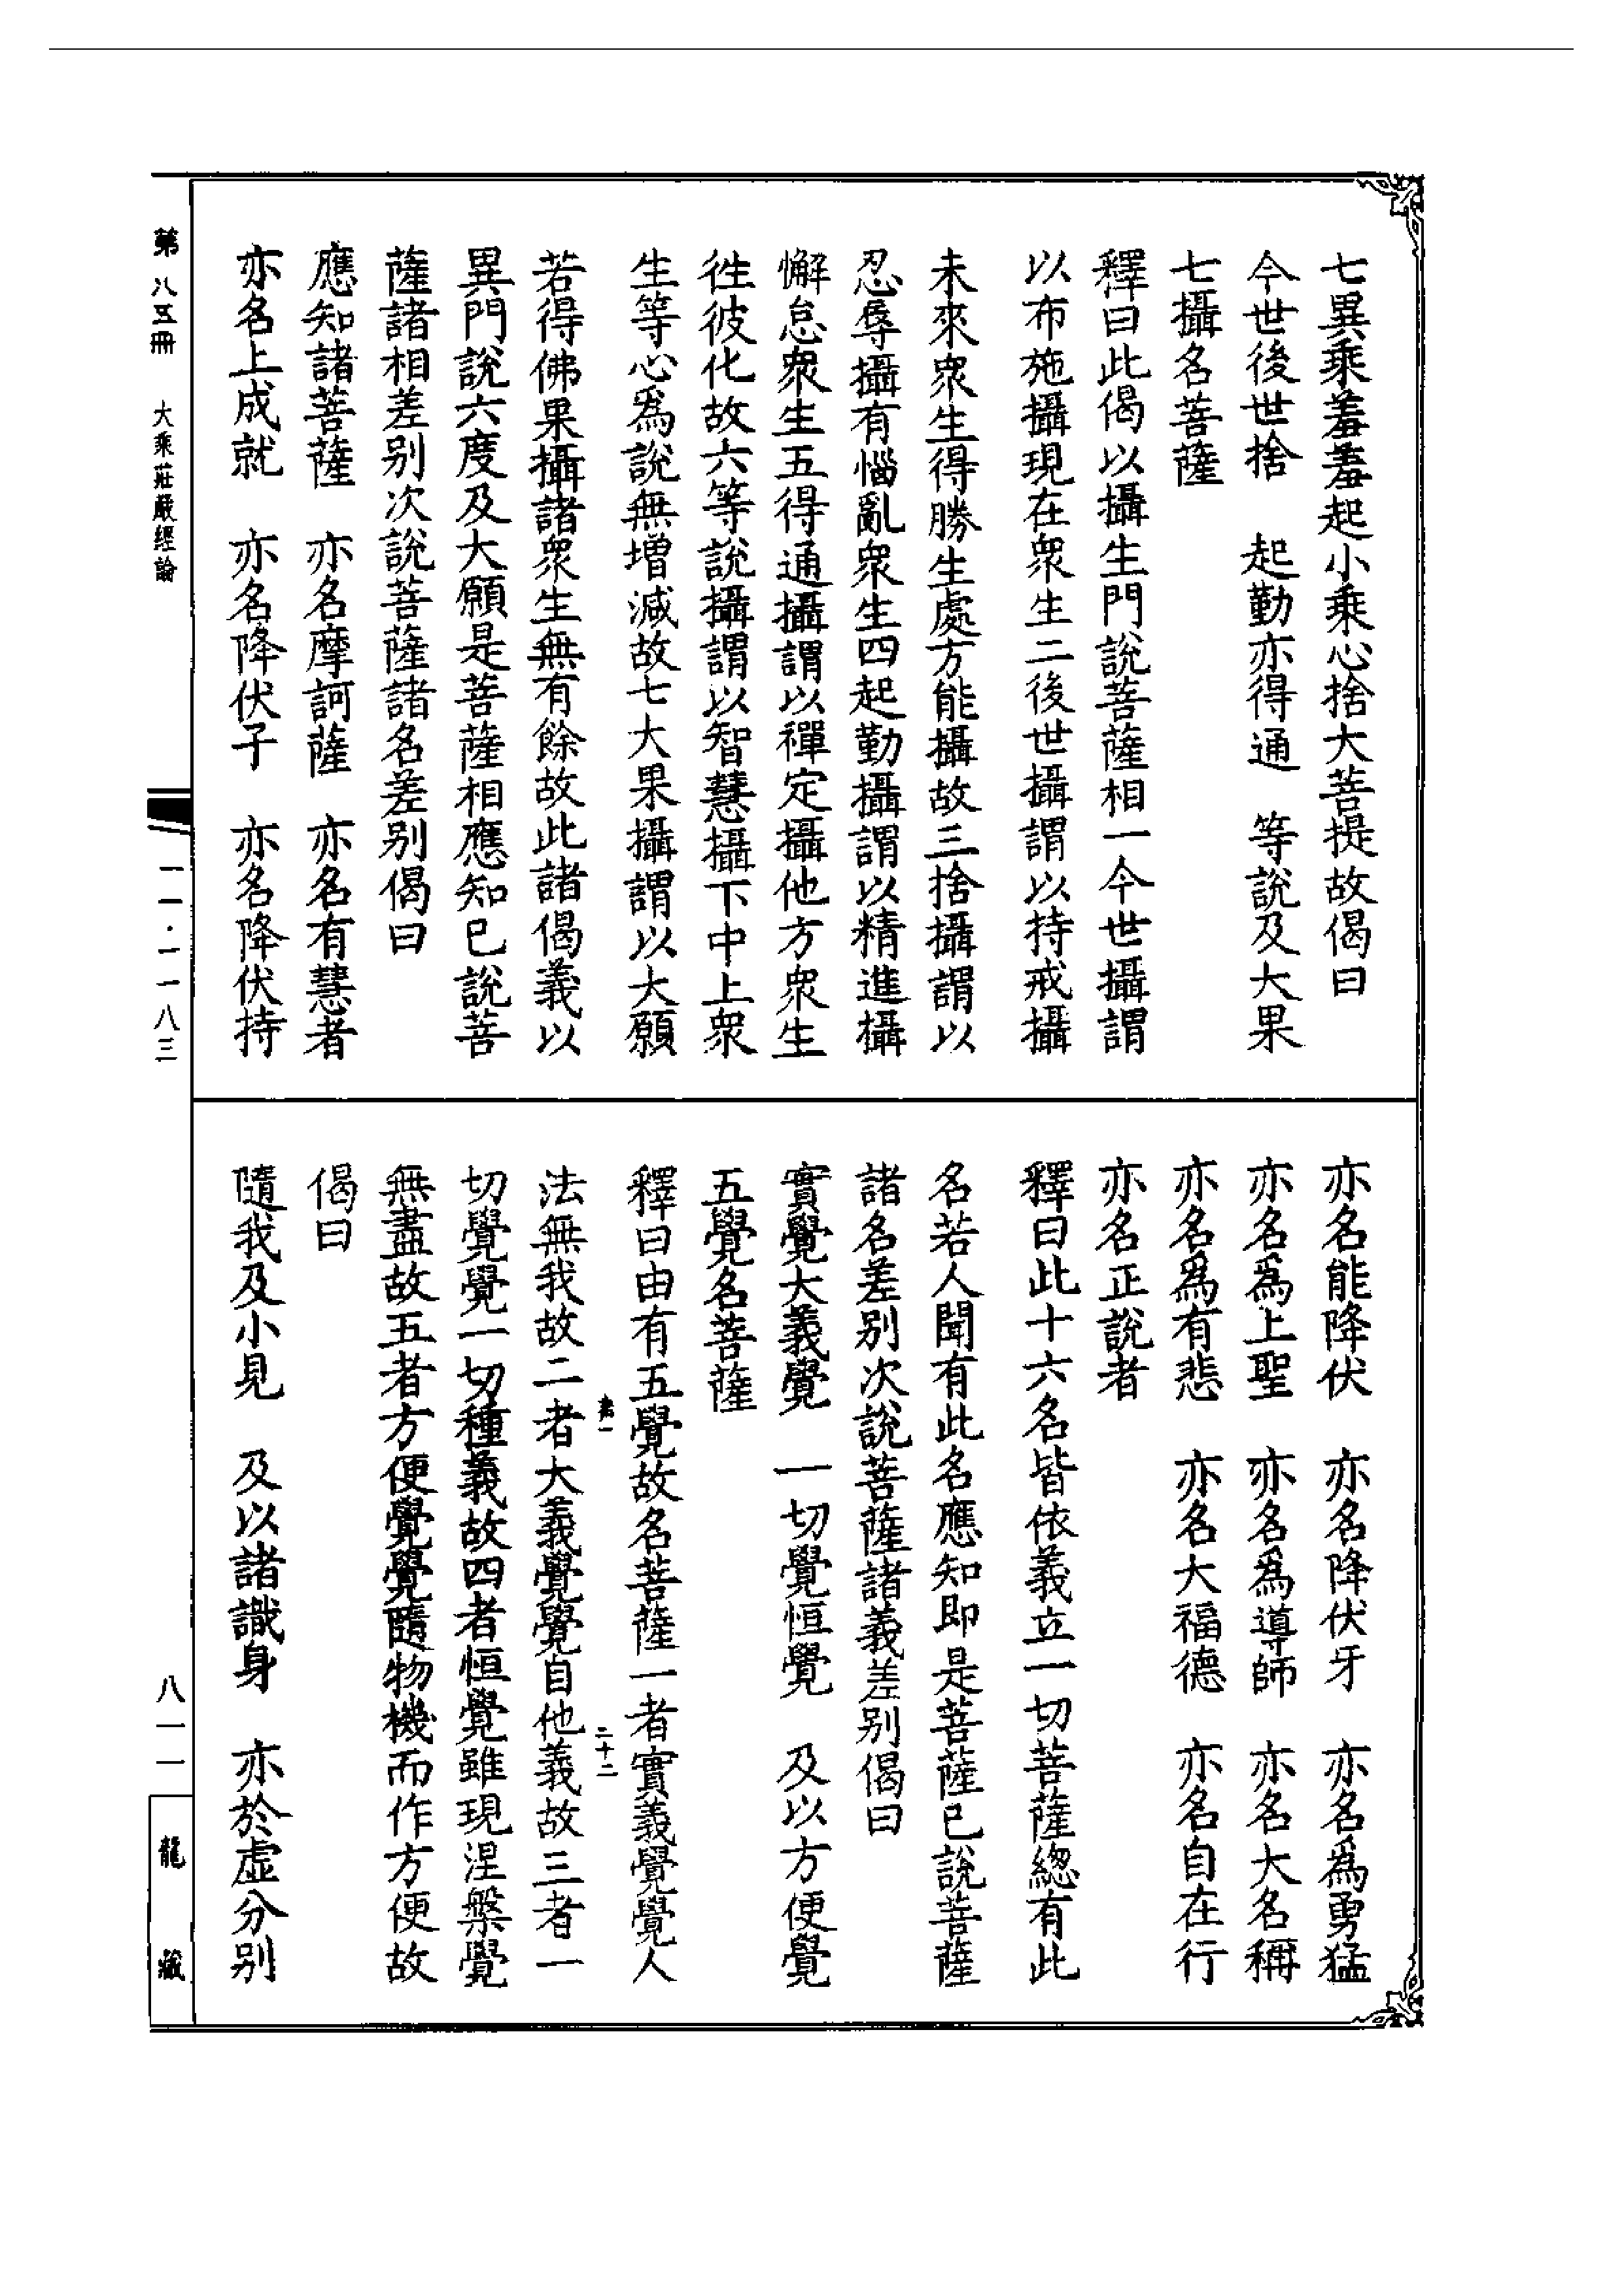 七異乘羞羞起小乘心捨大菩提故偈曰
今世後世捨　起勤亦得通　等說及大果
七攝名菩薩
釋曰此偈以攝生門說菩薩相一今世攝謂
以布施攝現在衆生二後世攝謂以持戒攝
未來衆生得勝生處方能攝故三捨攝謂以
忍辱攝有惱亂衆生四起勤攝謂以精進攝
懈怠衆生五得通攝謂以禪定攝他方衆生
徃彼化故六等說攝謂以智慧攝下中上衆
生等心爲說無增減故七大果攝謂以大願
若得佛果攝諸衆生無有餘故此諸偈義以
異門說六度及大願是菩薩相應知已說菩
薩諸相差别次說菩薩諸名差别偈曰
應知諸菩薩　亦名摩訶薩　亦名有慧者
亦名上成就　亦名降伏子　亦名降伏持
亦名能降伏　亦名降伏牙　亦名爲勇猛
亦名爲上聖　亦名爲導師　亦名大名稱
亦名爲有悲　亦名大福德　亦名自在行
亦名正說者
釋曰此十六名皆依義立一切菩薩總有此
名若人聞有此名應知即是菩薩已說菩薩
諸名差别次說菩薩諸義差别偈曰
實覺大義覺　一切覺恒覺　及以方便覺
五覺名菩薩
釋曰由有五覺故名菩薩一者實義覺覺人
二十二
法無我故二者大義覺覺自他義故三者一
切覺覺一切種義故四者恒覺雖現涅槃覺
無盡故五者方便覺覺隨物機而作方便故
偈曰
隨我及小見　及以諸識身　亦於虛分别
第八五冊　大乘莊嚴經論
一一·一一八三
八一一
龍藏